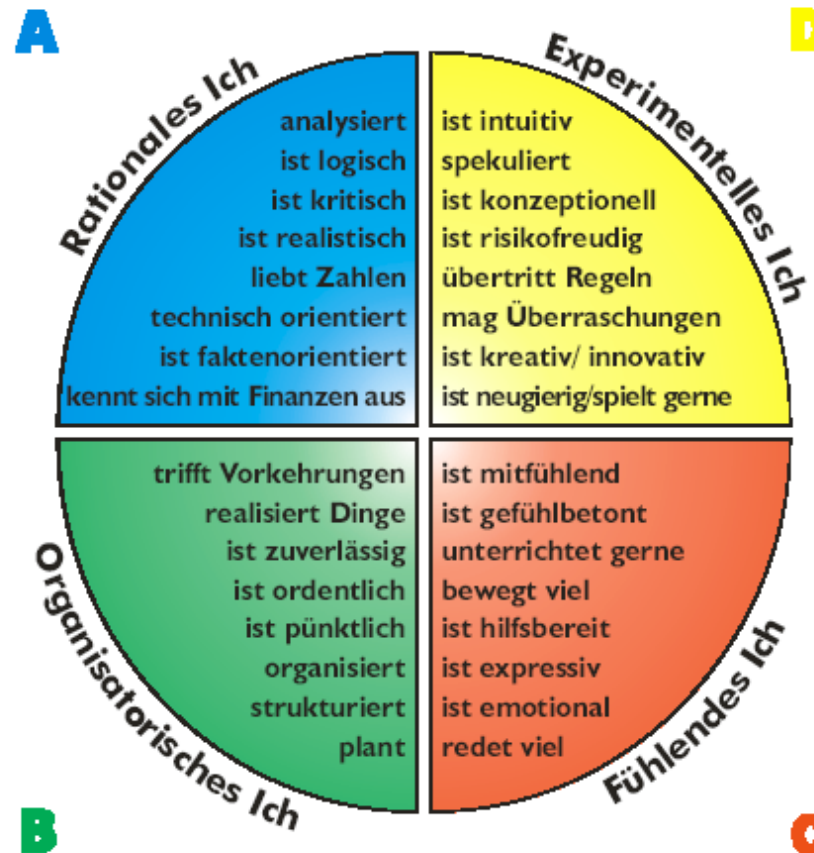 A
Rationales Ich
analysiert
ist logisch
ist kritisch
ist realistisch
liebt Zahlen
technisch orientiert
ist faktenorientiert
kennt sich mit Finanzen aus
Experimentelles Ich
ist intuitiv
spekuliert
ist konzeptionell
ist risikofreudig
übertritt Regeln
mag Überraschungen
ist kreativ/ innovativ
ist neugierig/spielt gerne
B
Organisatorisches Ich
trifft Vorkehrungen
realisiert Dinge
ist zuverlässig
ist ordentlich
ist pünktlich
organisiert
strukturiert
plant
Fühlendes Ich
ist mitfühlend
ist gefühlbetont
unterrichtet gerne
bewegt viel
ist hilfsbereit
ist expressiv
ist emotional
redet viel